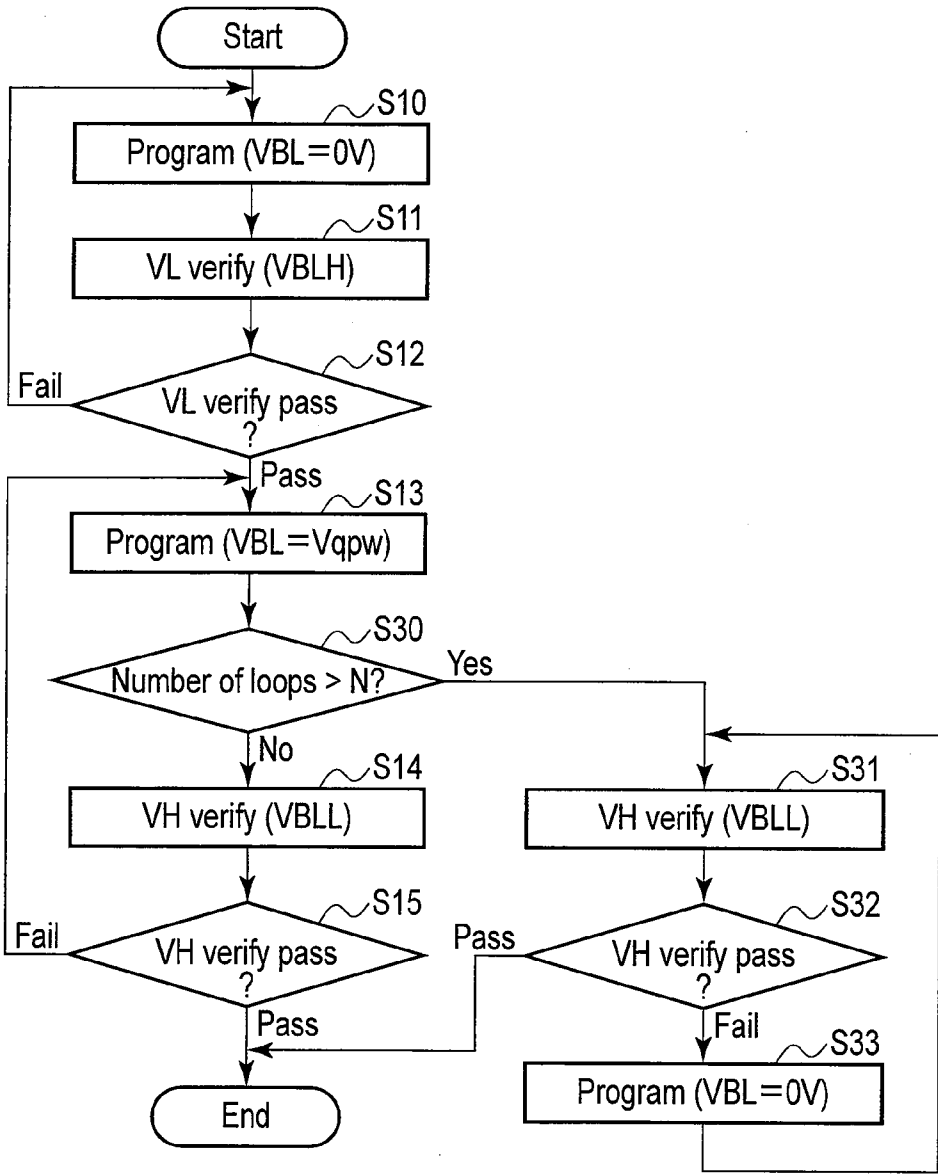 Start
S10
Program (VBL=0V)
S11
VL verify (VBLH)
S12
Fail
VL verify pass
?
Pass
S13
Program (VBL=Vqpw)
S30
Number of loops > N?
Yes
No
S14
VH verify (VBLL)
S31
VH verify (VBLL)
S15
Fail
VH verify pass
?
Pass
S32
Pass
VH verify pass
?
Fail
S33
Program (VBL=0V)
End